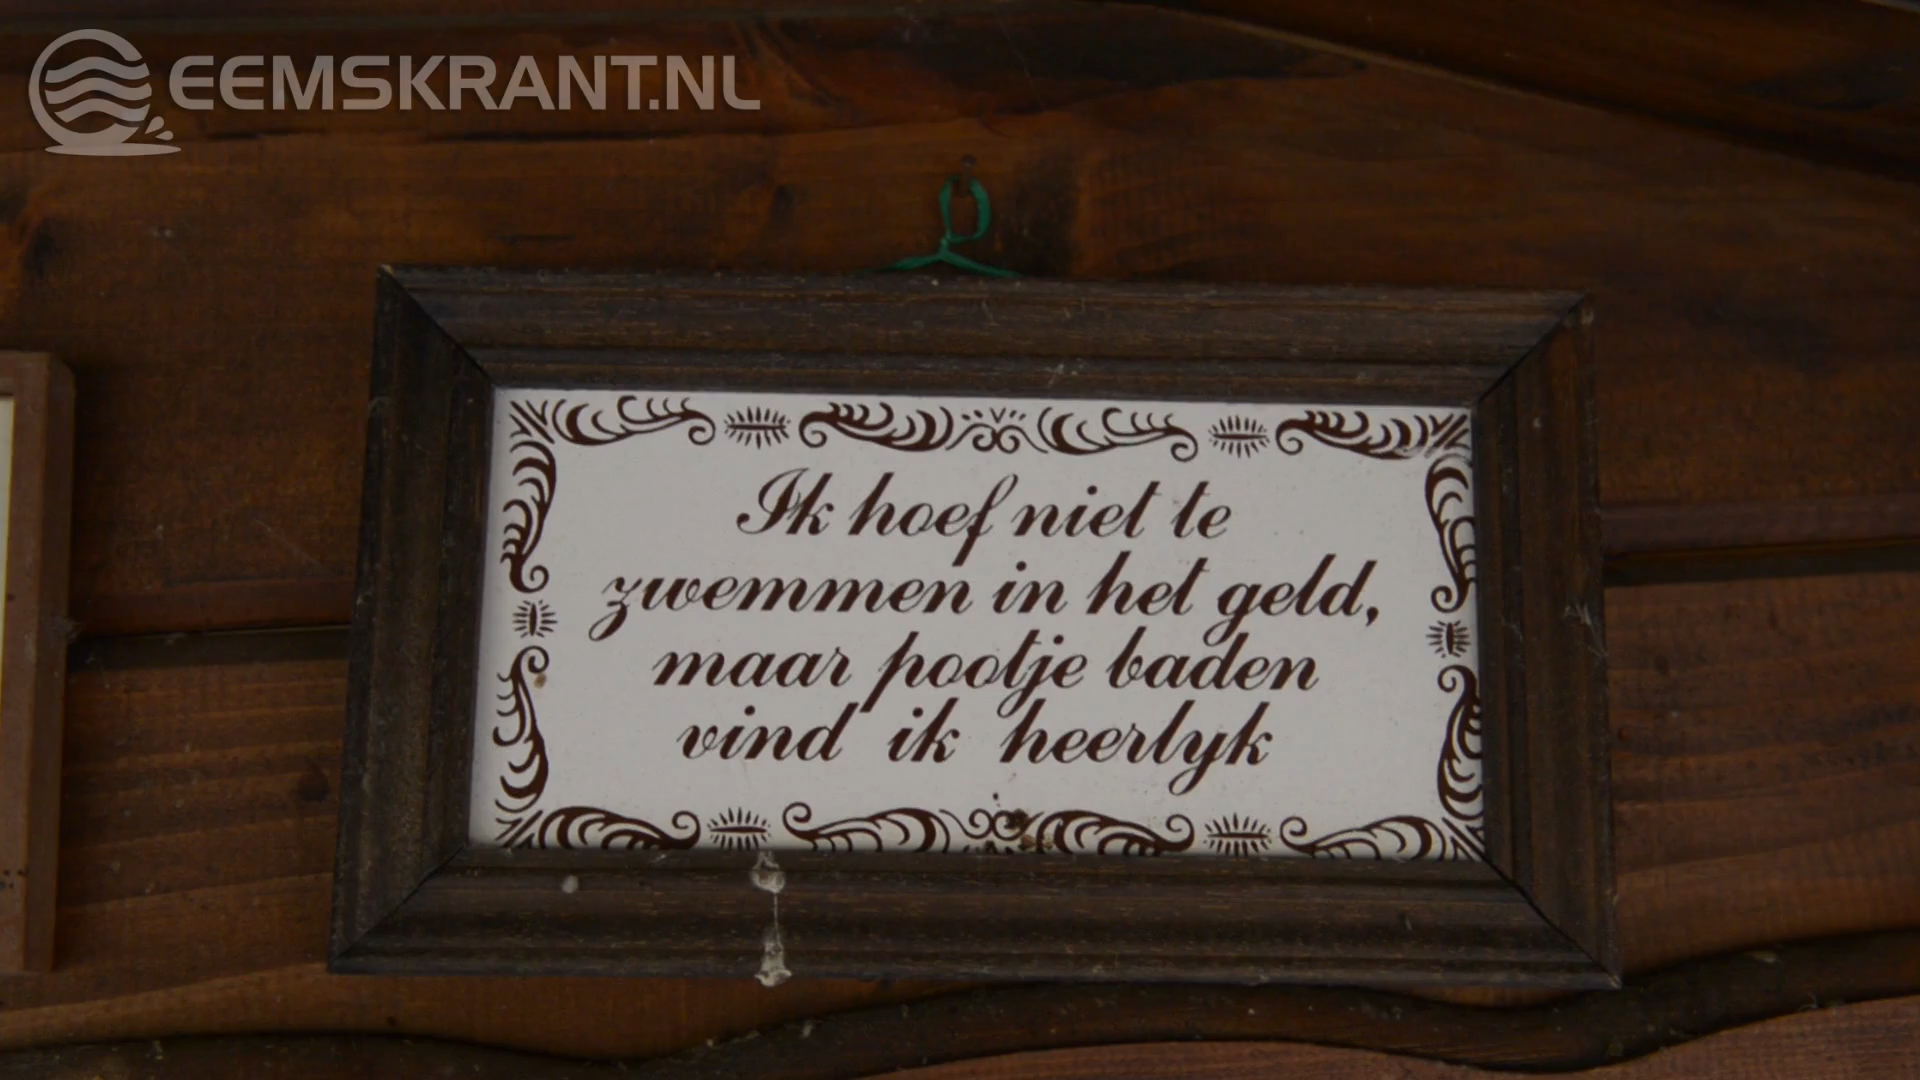 EEMSKRANT.NL
Ik hoef niet te
zwemmen in het geld,
maar pootje baden
vind ik heerlyk